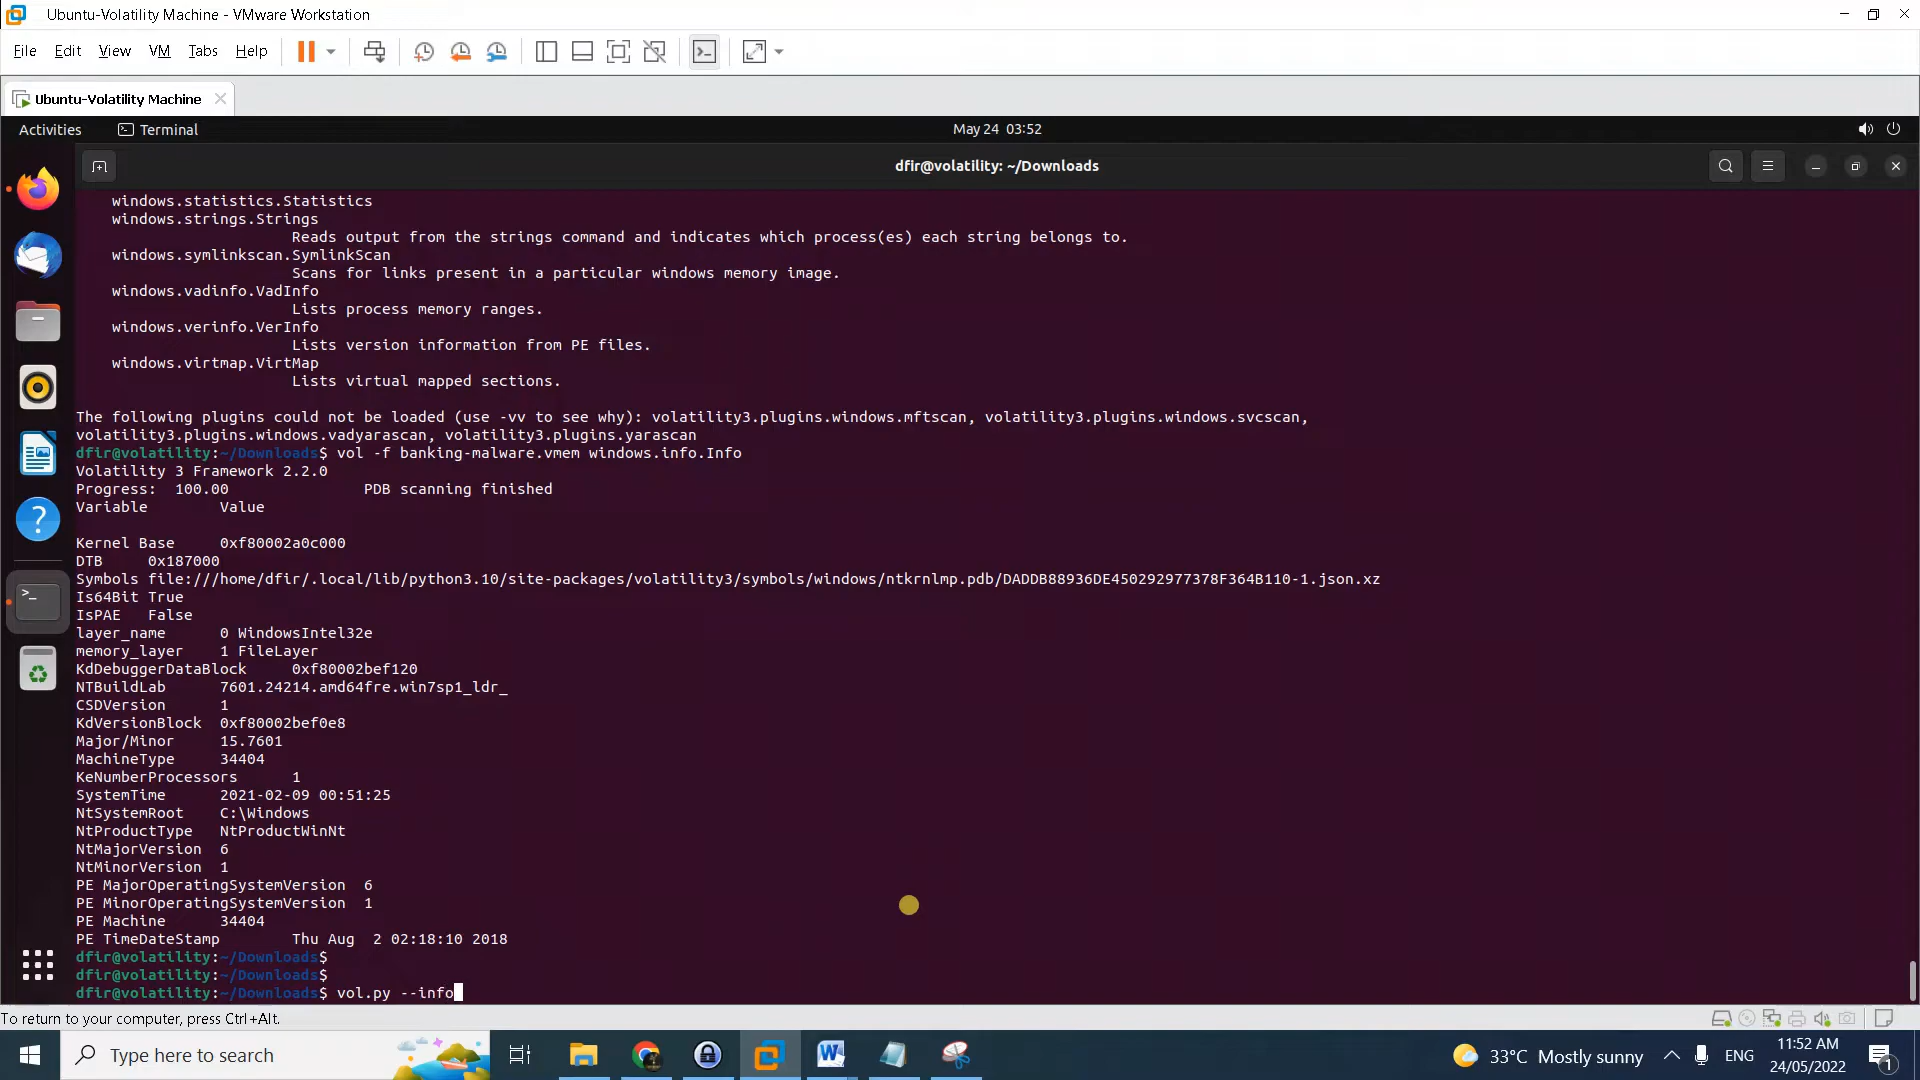 Ubuntu-Volatility Machine - VMware Workstation
File Edit View VM Tabs Help
Ubuntu-Volatility Machine
Activities Terminal May 24 03:52
dfir@volatility: ~/Downloads
windows.statistics.Statistics
windows.strings.Strings
Reads output from the strings command and indicates which process(es) each string belongs to.
windows.symlinkscan.SymlinkScan
Scans for links present in a particular windows memory image.
windows.vadinfo.VadInfo
Lists process memory ranges.
windows.verinfo.VerInfo
Lists version information from PE files.
windows.virtmap.VirtMap
Lists virtual mapped sections.
The following plugins could not be loaded (use -vv to see why): volatility3.plugins.windows.mftscan, volatility3.plugins.windows.svcscan,
volatility3.plugins.windows.vadyarascan, volatility3.plugins.yarascan
dfir@volatility:~/Downloads$ vol -f banking-malware.vmem windows.info.Info
Volatility 3 Framework 2.2.0
Progress: 100.00 PDB scanning finished
Variable Value
Kernel Base 0xf80002a0c000
DTB 0x187000
Symbols file:///home/dfir/.local/lib/python3.10/site-packages/volatility3/symbols/windows/ntkrnlmp.pdb/DADDB88936DE450292977378F364B110-1.json.xz
Is64Bit True
IsPAE False
layer_name 0 WindowsIntel32e
memory_layer 1 FileLayer
KdDebuggerDataBlock 0xf80002bef120
NTBuildLab 7601.24214.amd64fre.win7sp1_ldr_
CSDVersion 1
KdVersionBlock 0xf80002bef0e8
Major/Minor 15.7601
MachineType 34404
KeNumberProcessors 1
SystemTime 2021-02-09 00:51:25
NtSystemRoot C:\Windows
NtProductType NtProductWinNt
NtMajorVersion 6
NtMinorVersion 1
PE MajorOperatingSystemVersion 6
PE MinorOperatingSystemVersion 1
PE Machine 34404
PE TimeDateStamp Thu Aug 2 02:18:10 2018
dfir@volatility:~/Downloads$
dfir@volatility:~/Downloads$
dfir@volatility:~/Downloads$ vol.py --info
To return to your computer, press Ctrl+Alt.
Type here to search
33°C Mostly sunny
ENG
11:52 AM
24/05/2022
1